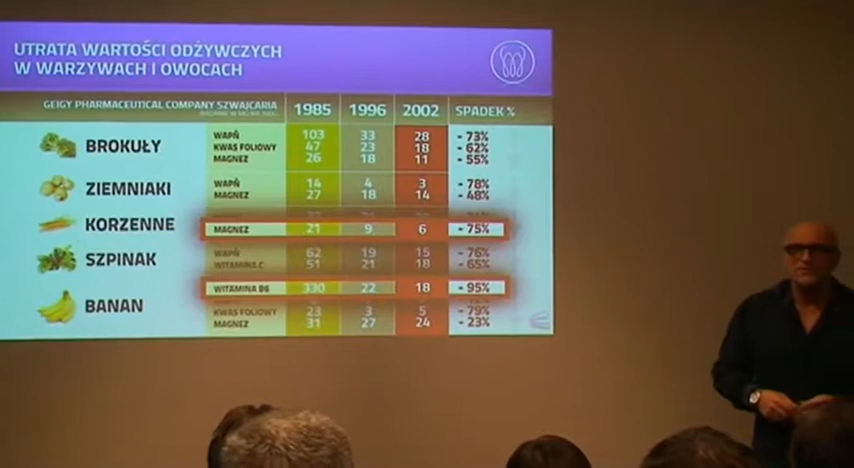 UTRATA WARTOŚCI ODŻYWCZYCH
W WARZYWACH I OWOCACH
GEIGY PHARMACEUTICAL COMPANY SZWAJCARIA 1985 1996 2002 SPADEK %
BROKUŁY
WAPŃ 103 33 28 - 73%
KWAS FOLIOWY 47 23 18 - 62%
MAGNEZ 26 18 11 - 55%
ZIEMNIAKI
WAPŃ 14 4 3 - 78%
MAGNEZ 27 18 14 - 48%
KORZENNE
MAGNEZ 21 9 6 - 75%
SZPINAK
WAPŃ 62 19 15 - 76%
WITAMINA C 51 21 18 - 65%
WITAMINA B6 330 22 18 - 95%
BANAN
KWAS FOLIOWY 23 3 5 - 79%
MAGNEZ 31 27 24 - 23%